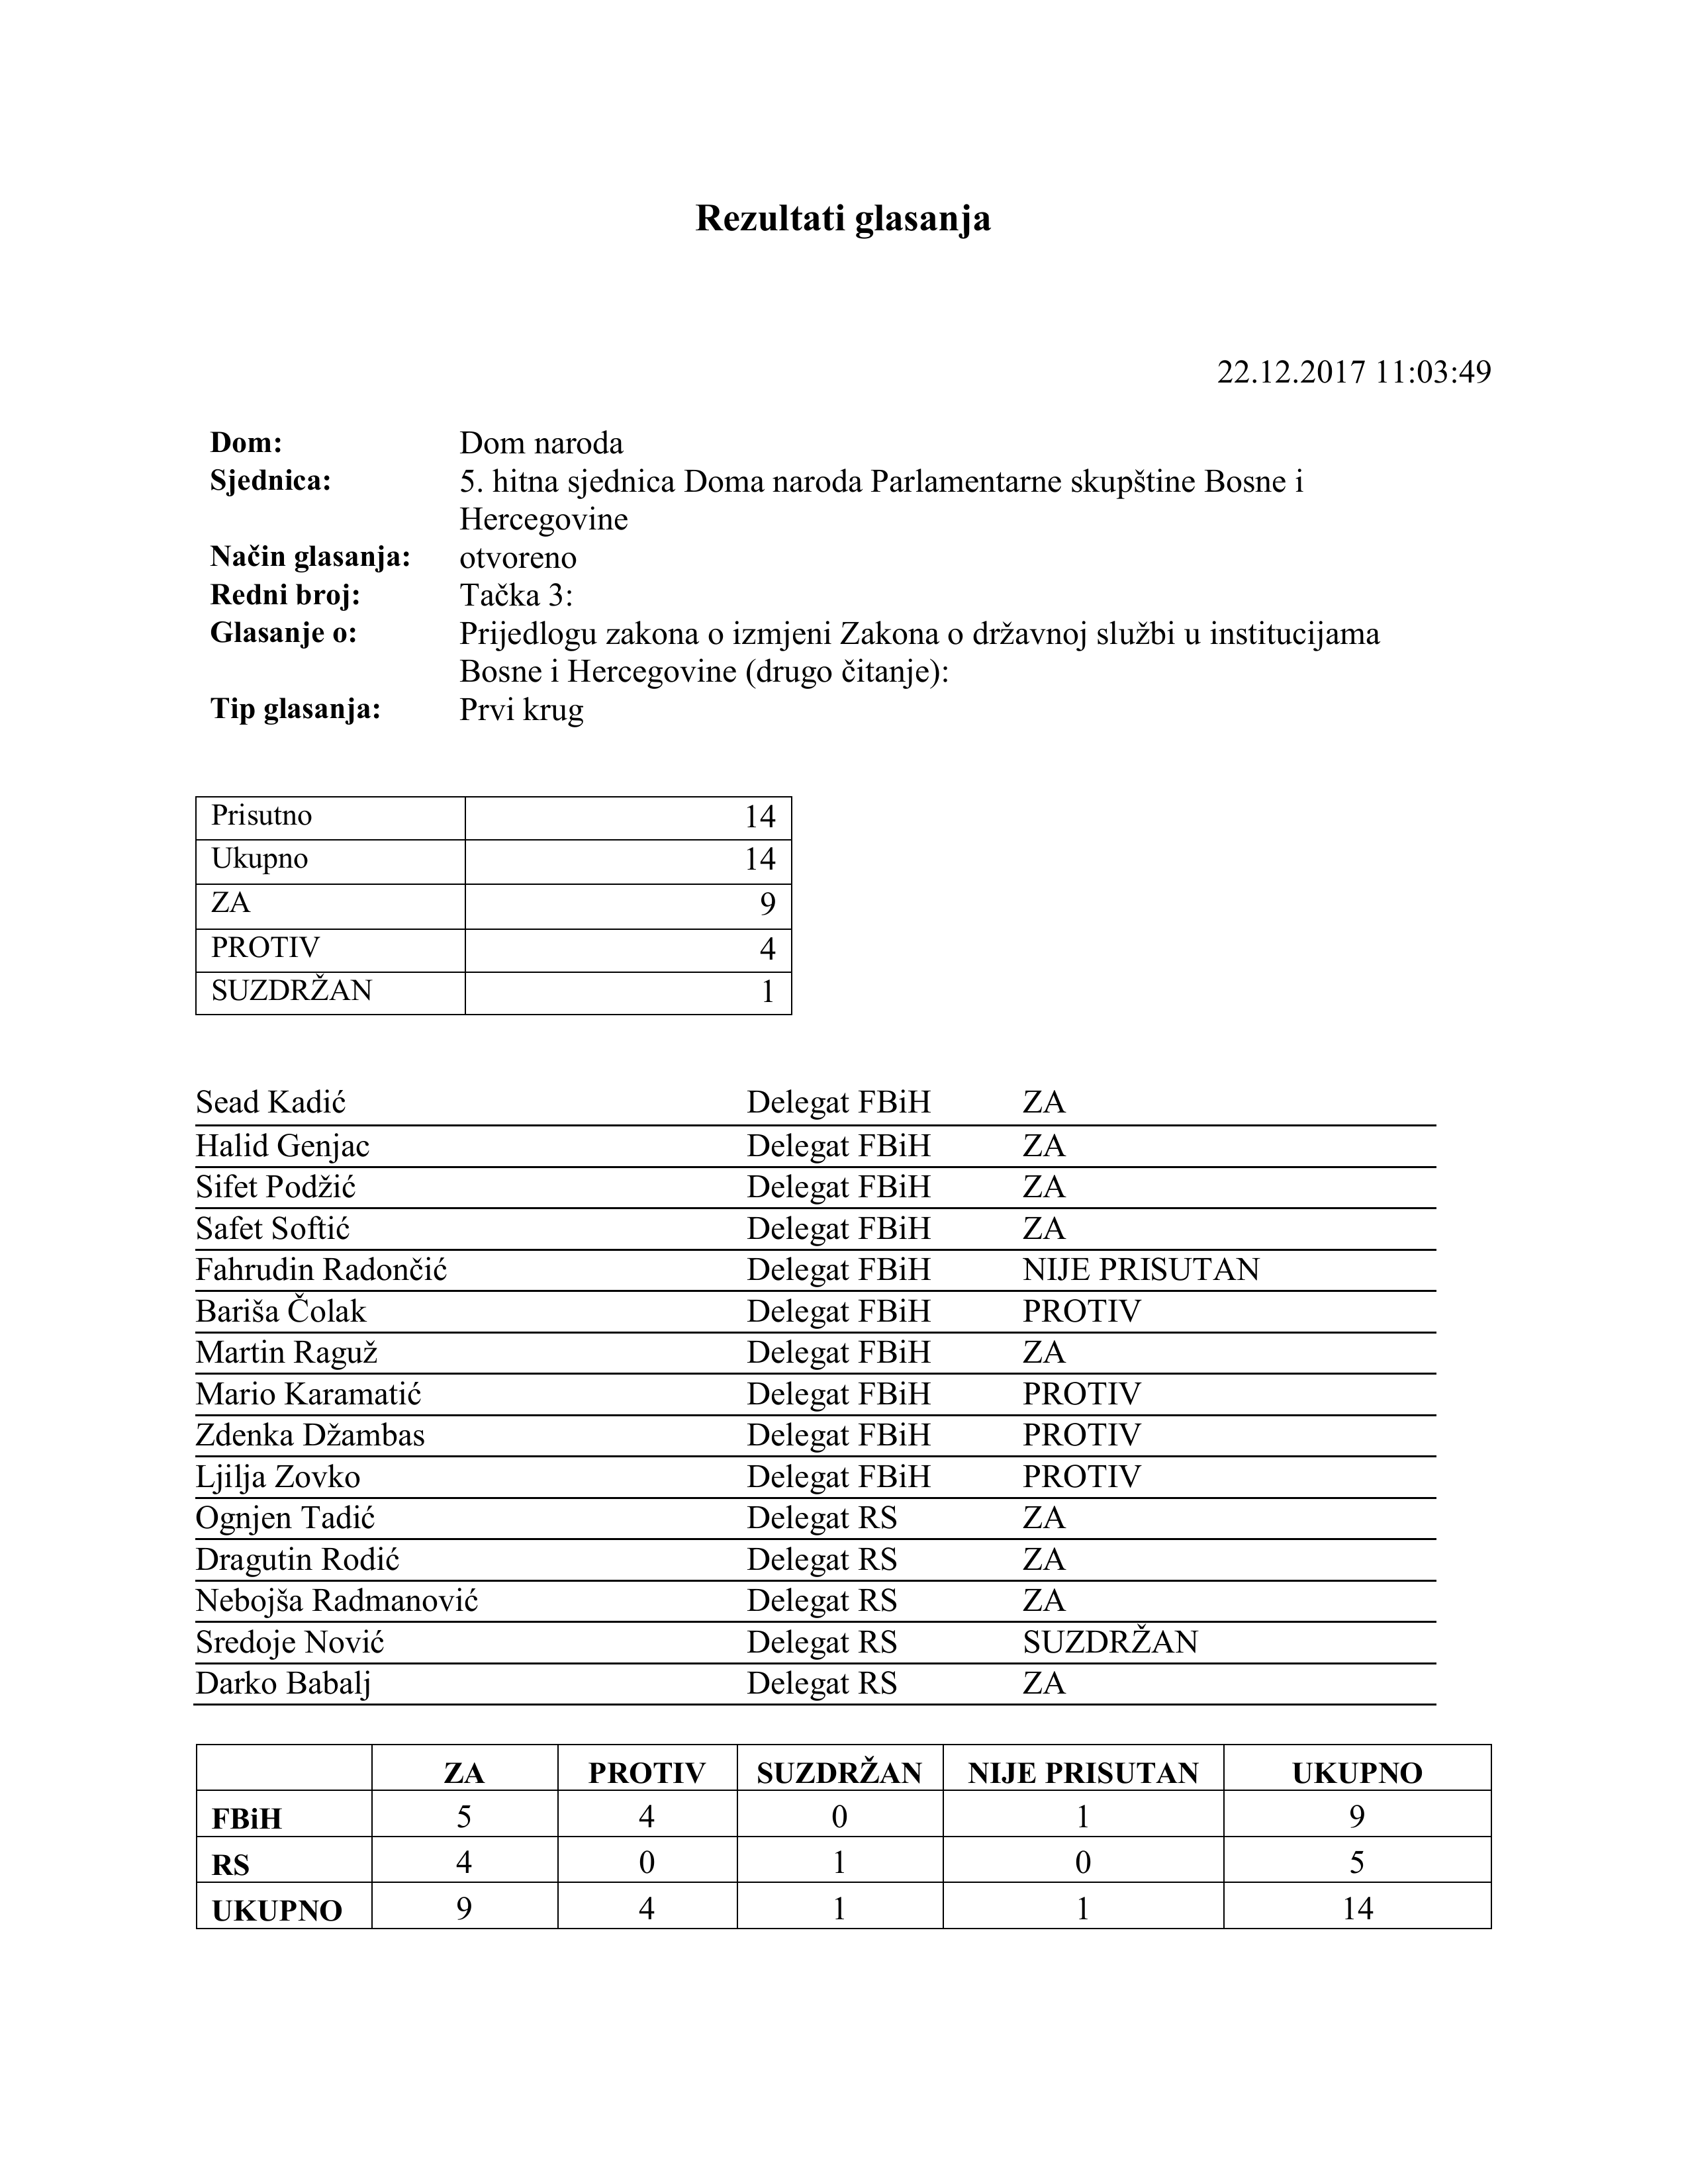 Rezultati glasanja
22.12.2017 11:03:49
Dom: Dom naroda
Sjednica: 5. hitna sjednica Doma naroda Parlamentarne skupštine Bosne i
Hercegovine
Način glasanja: otvoreno
Redni broj: Tačka 3:
Glasanje o: Prijedlogu zakona o izmjeni Zakona o državnoj službi u institucijama
Bosne i Hercegovine (drugo čitanje):
Tip glasanja: Prvi krug
Prisutno 14
Ukupno 14
ZA 9
PROTIV 4
SUZDRŽAN 1
Sead Kadić Delegat FBiH ZA
Halid Genjac Delegat FBiH ZA
Sifet Podžić Delegat FBiH ZA
Safet Softić Delegat FBiH ZA
Fahrudin Radončić Delegat FBiH NIJE PRISUTAN
Bariša Čolak Delegat FBiH PROTIV
Martin Raguž Delegat FBiH ZA
Mario Karamatić Delegat FBiH PROTIV
Zdenka Džambas Delegat FBiH PROTIV
Ljilja Zovko Delegat FBiH PROTIV
Ognjen Tadić Delegat RS ZA
Dragutin Rodić Delegat RS ZA
Nebojša Radmanović Delegat RS ZA
Sredoje Nović Delegat RS SUZDRŽAN
Darko Babalj Delegat RS ZA
ZA PROTIV SUZDRŽAN NIJE PRISUTAN UKUPNO
FBiH 5 4 0 1 9
RS 4 0 1 0 5
UKUPNO 9 4 1 1 14